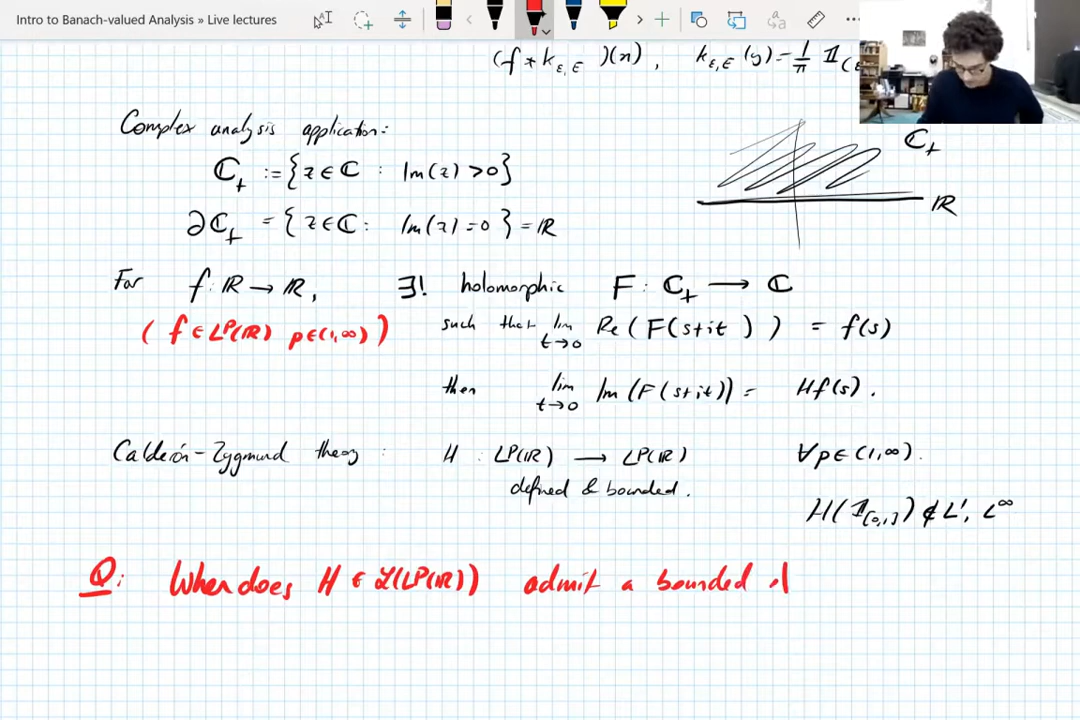 Intro to Banach-valued Analysis » Live lectures
(f * k_{ε,E})(x), k_{ε,E}(y) = 1/π 𝟙_{(ε
Complex analysis application:
ℂ₊ := {z ∈ ℂ : Im(z) > 0}
ℂ₊
∂ℂ₊ = {z ∈ ℂ : Im(z) = 0} = ℝ
ℝ
For f: ℝ → ℝ, ∃! holomorphic F: ℂ₊ → ℂ
(f ∈ L^p(ℝ) p ∈ (1,∞)) such that lim_{t→0} Re(F(s+it)) = f(s)
then lim_{t→0} Im(F(s+it)) = Hf(s).
Calderón-Zygmund theory: H : L^p(ℝ) → L^p(ℝ) ∀p ∈ (1,∞).
defined & bounded.
H(𝟙_{[0,1]}) ∉ L¹, L^∞
Q: When does H ∈ ℒ(L^p(ℝ)) admit a bounded